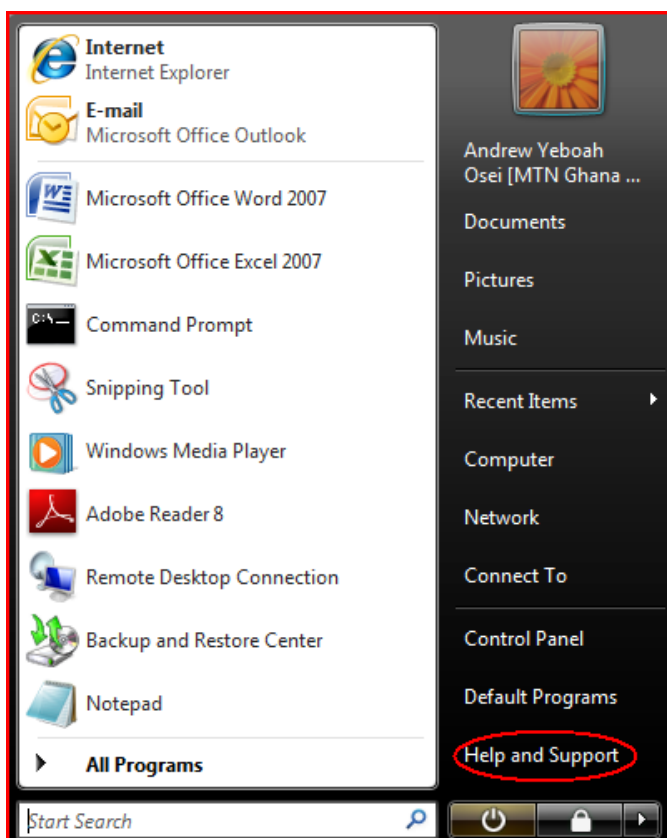 Internet
Internet Explorer
E-mail
Microsoft Office Outlook
Microsoft Office Word 2007
Microsoft Office Excel 2007
C:\_
Command Prompt
Snipping Tool
Windows Media Player
Adobe Reader 8
Remote Desktop Connection
Backup and Restore Center
Notepad
All Programs
Start Search
Andrew Yeboah
Osei [MTN Ghana ...
Documents
Pictures
Music
Recent Items
Computer
Network
Connect To
Control Panel
Default Programs
Help and Support